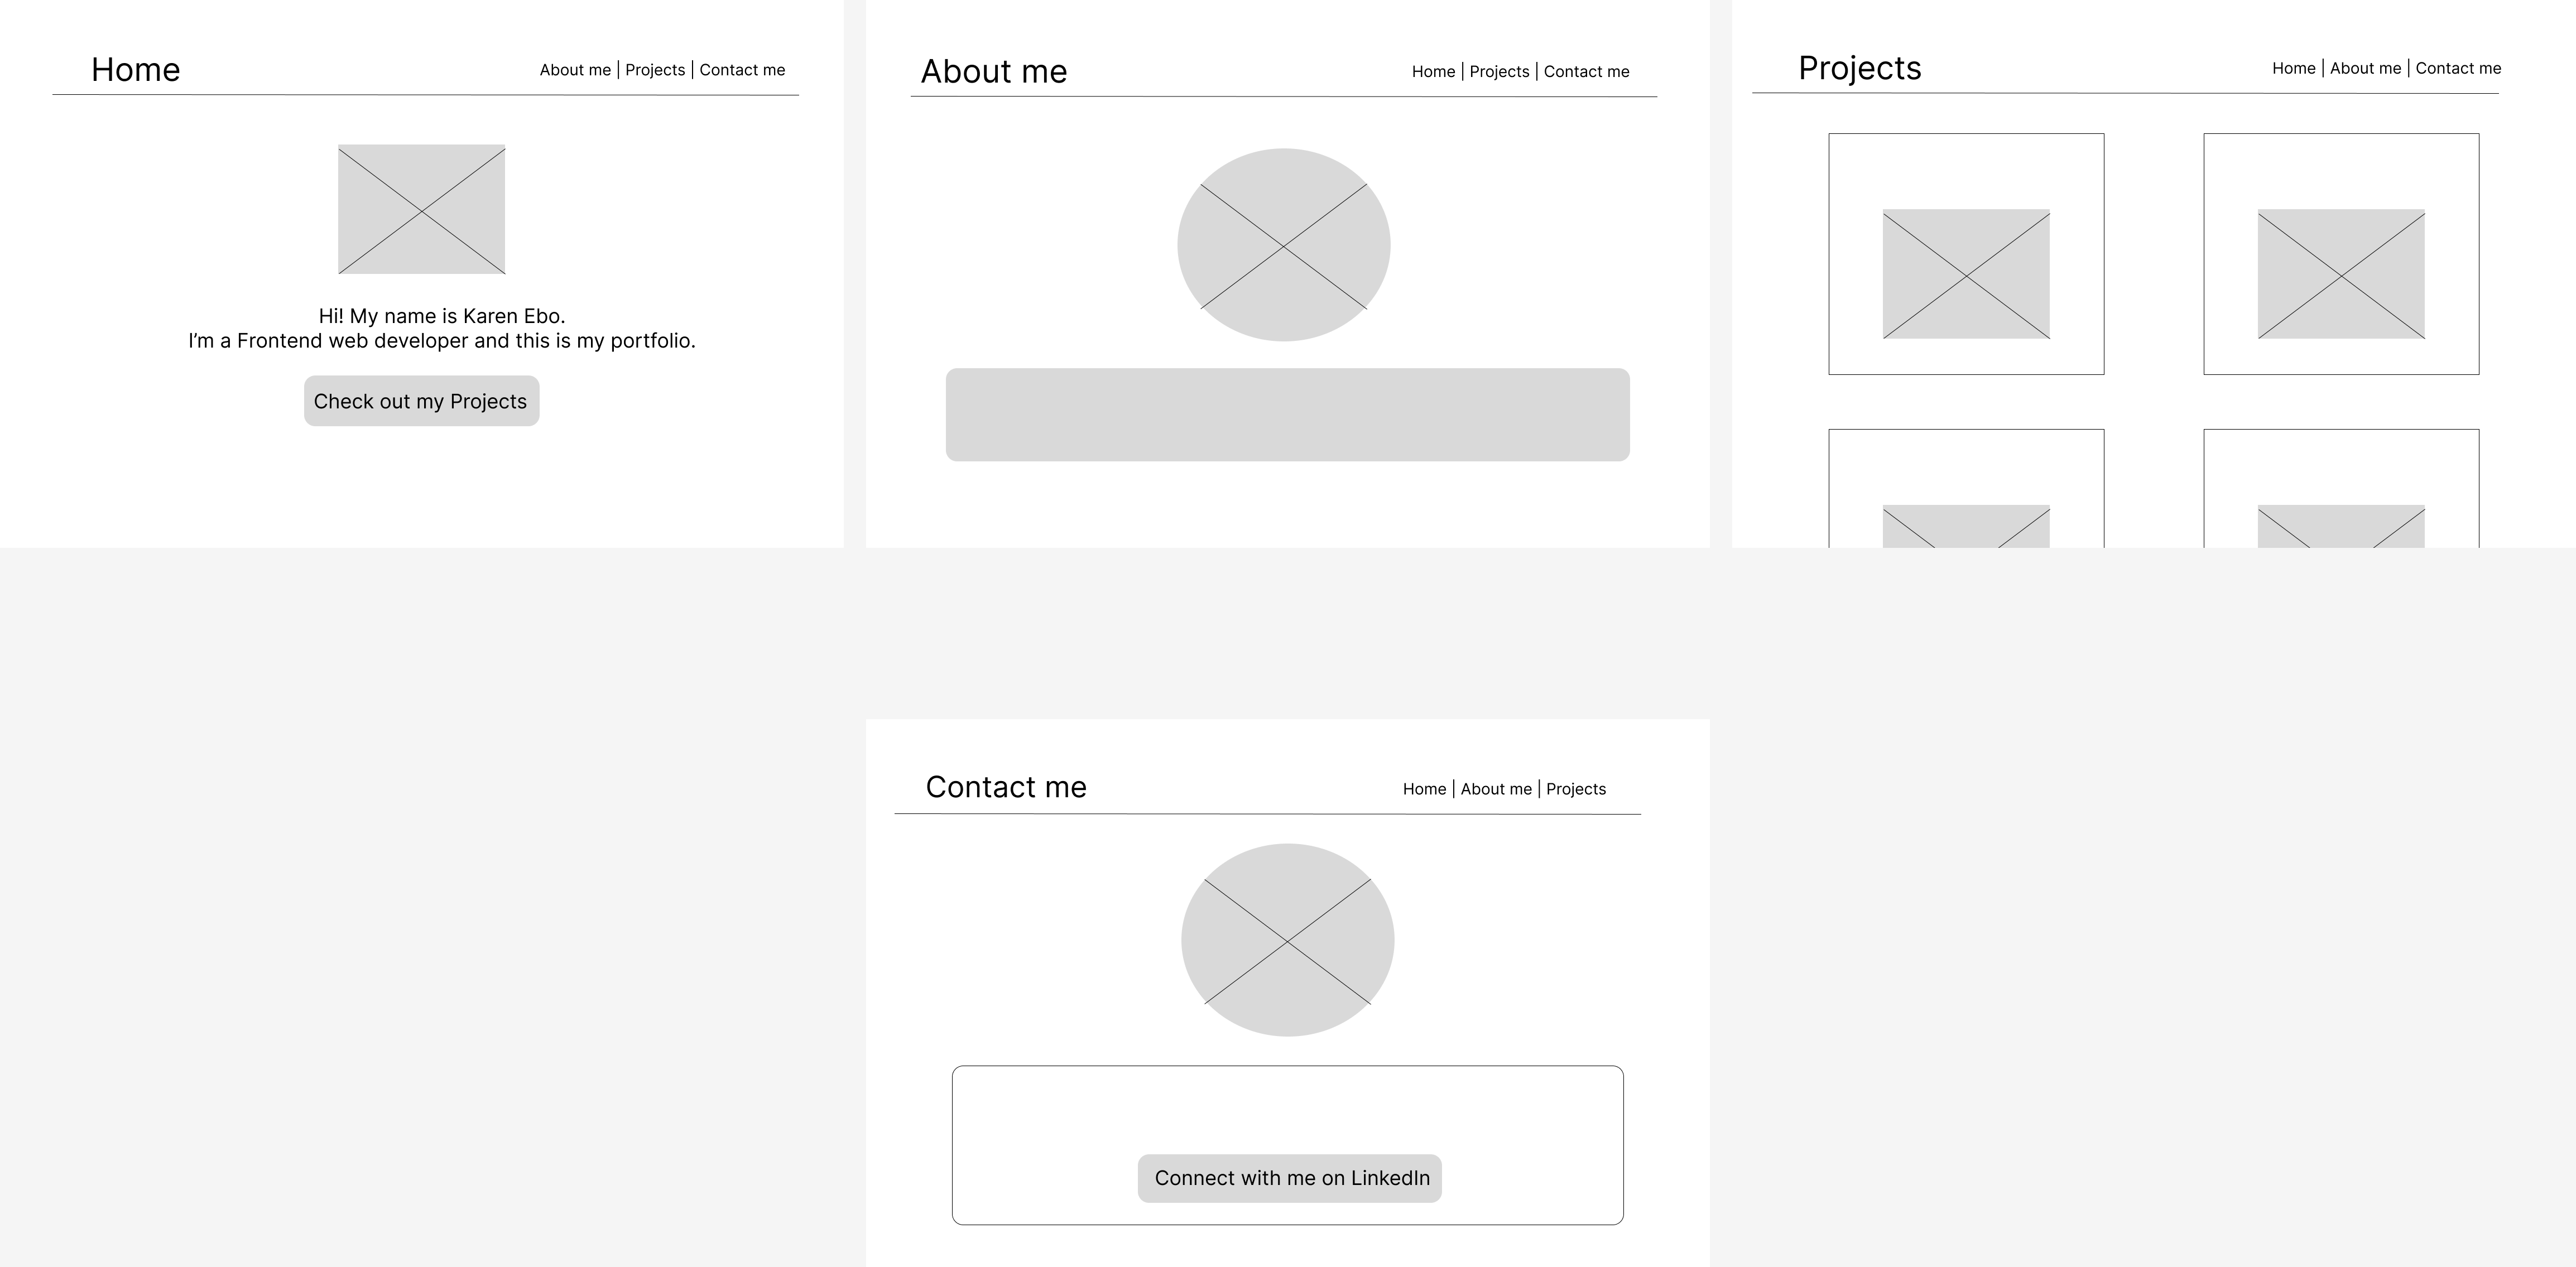 Home
About me | Projects | Contact me
Hi! My name is Karen Ebo.
I’m a Frontend web developer and this is my portfolio.
Check out my Projects
About me
Home | Projects | Contact me
Projects
Home | About me | Contact me
Contact me
Home | About me | Projects
Connect with me on LinkedIn